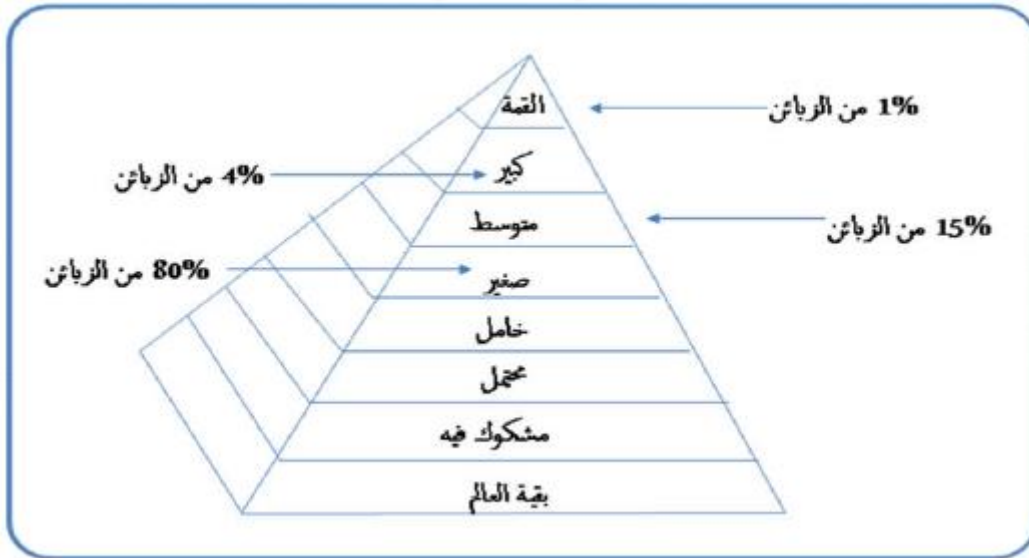 القمة
1% من الزبائن
كبير
4% من الزبائن
متوسط
15% من الزبائن
صغير
80% من الزبائن
خامل
محتمل
مشكوك فيه
بقية العالم